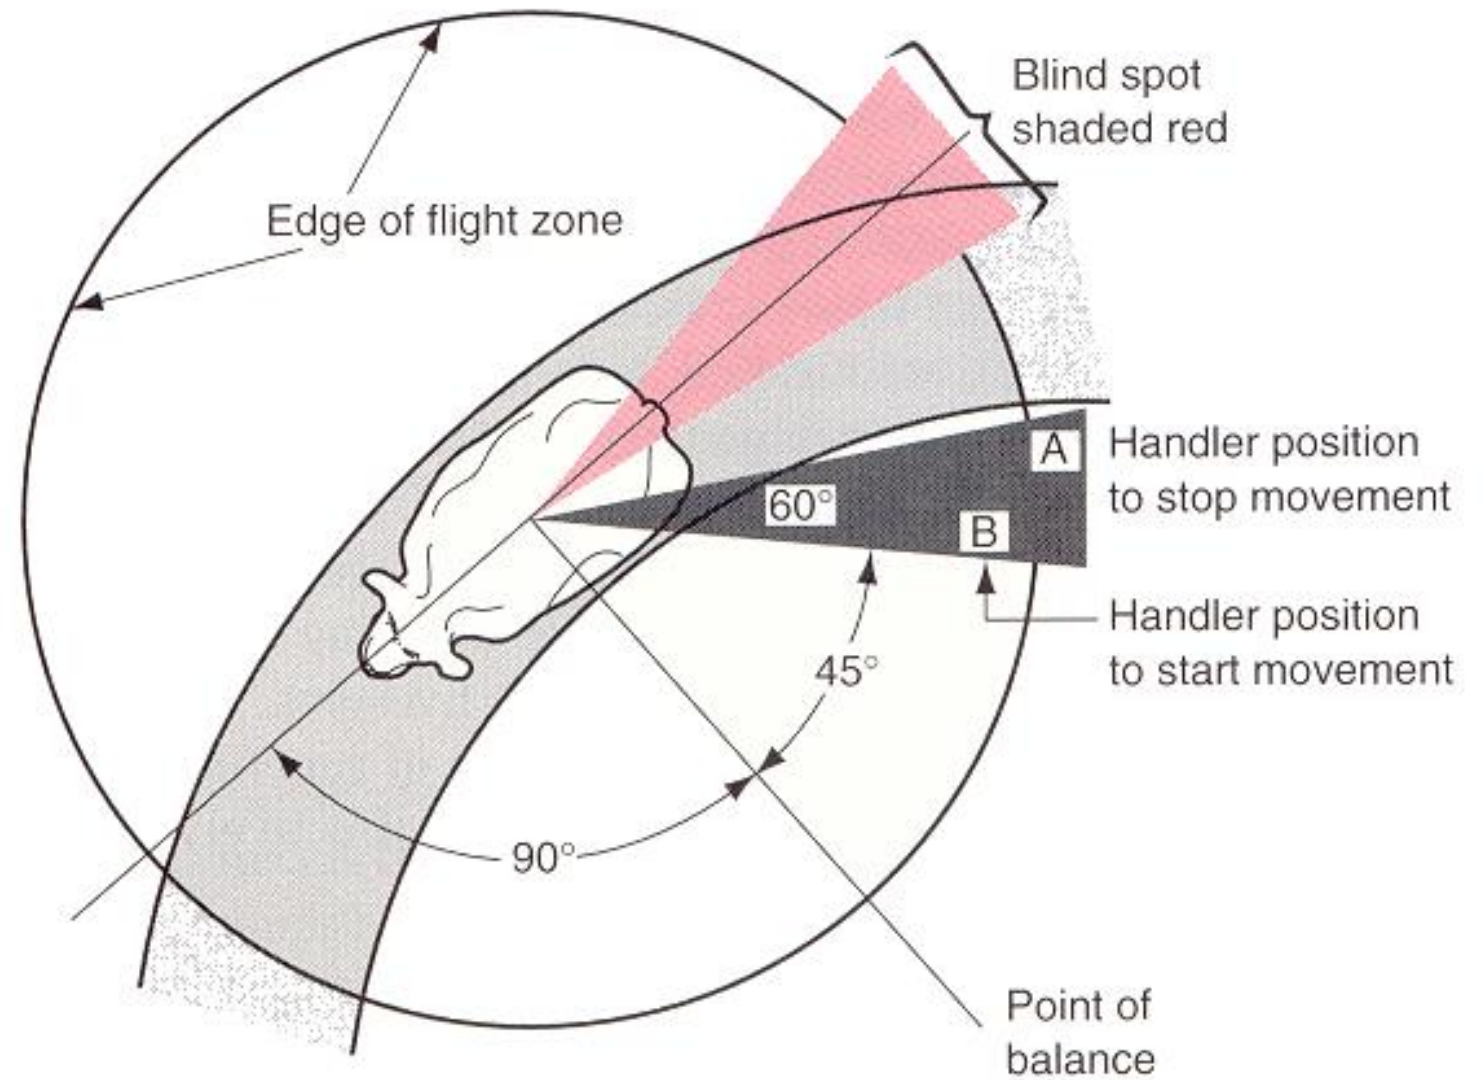 Blind spot
shaded red
Edge of flight zone
A
Handler position
to stop movement
60°
B
Handler position
to start movement
45°
90°
Point of
balance